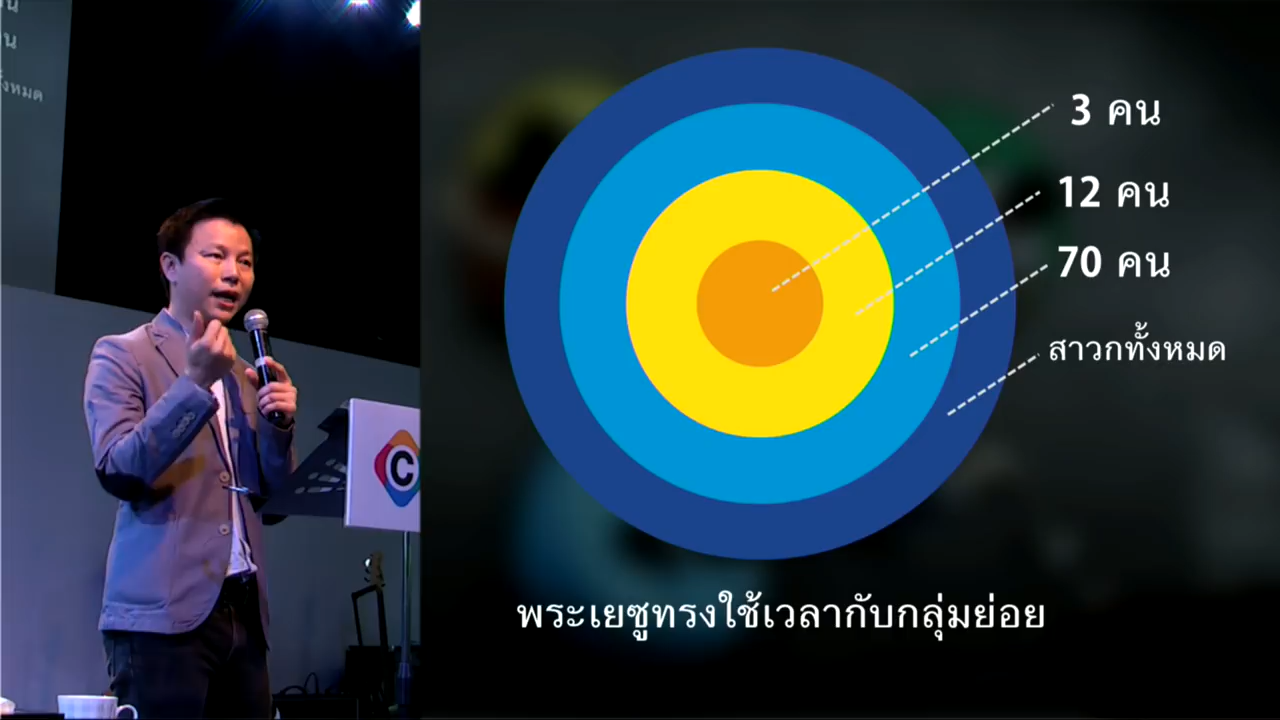 3 คน
12 คน
70 คน
สาวกทั้งหมด
พระเยซูทรงใช้เวลากับกลุ่มย่อย
C